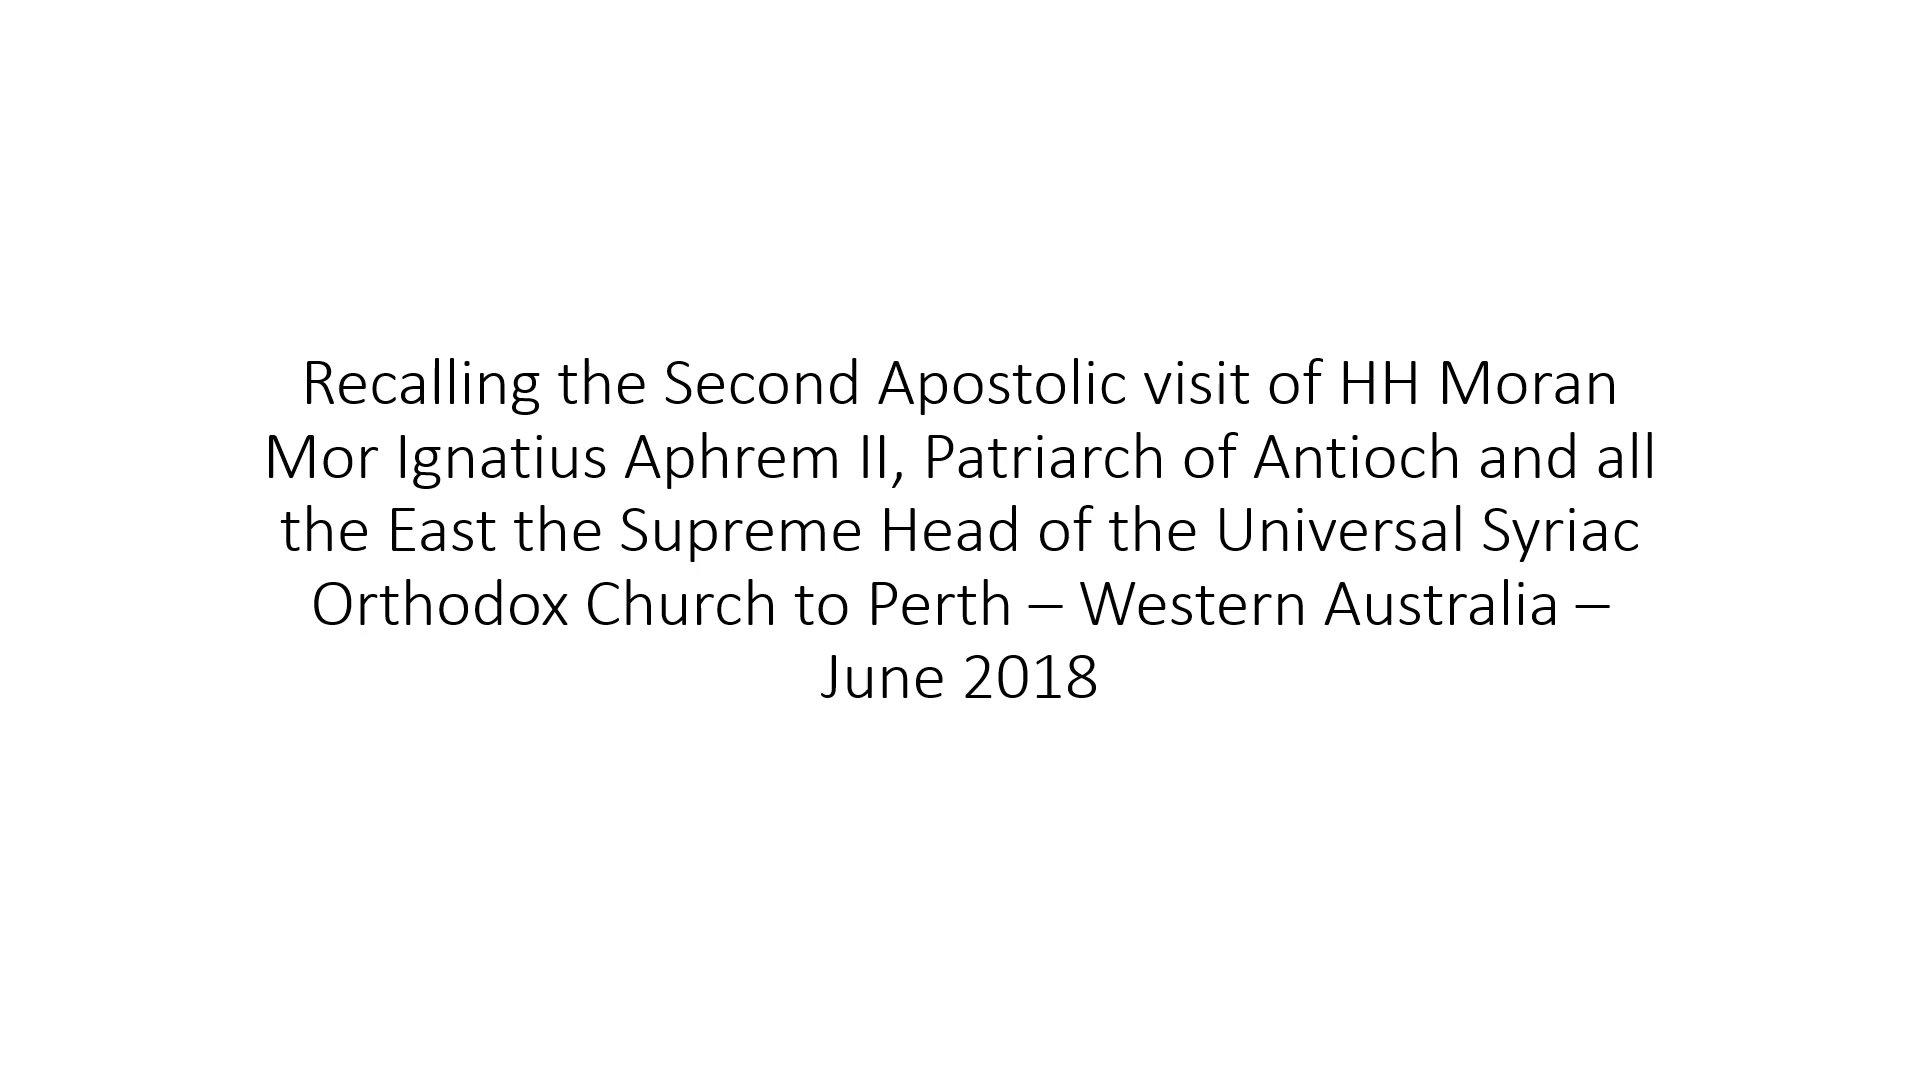 Recalling the Second Apostolic visit of HH Moran
Mor Ignatius Aphrem II, Patriarch of Antioch and all
the East the Supreme Head of the Universal Syriac
Orthodox Church to Perth – Western Australia –
June 2018